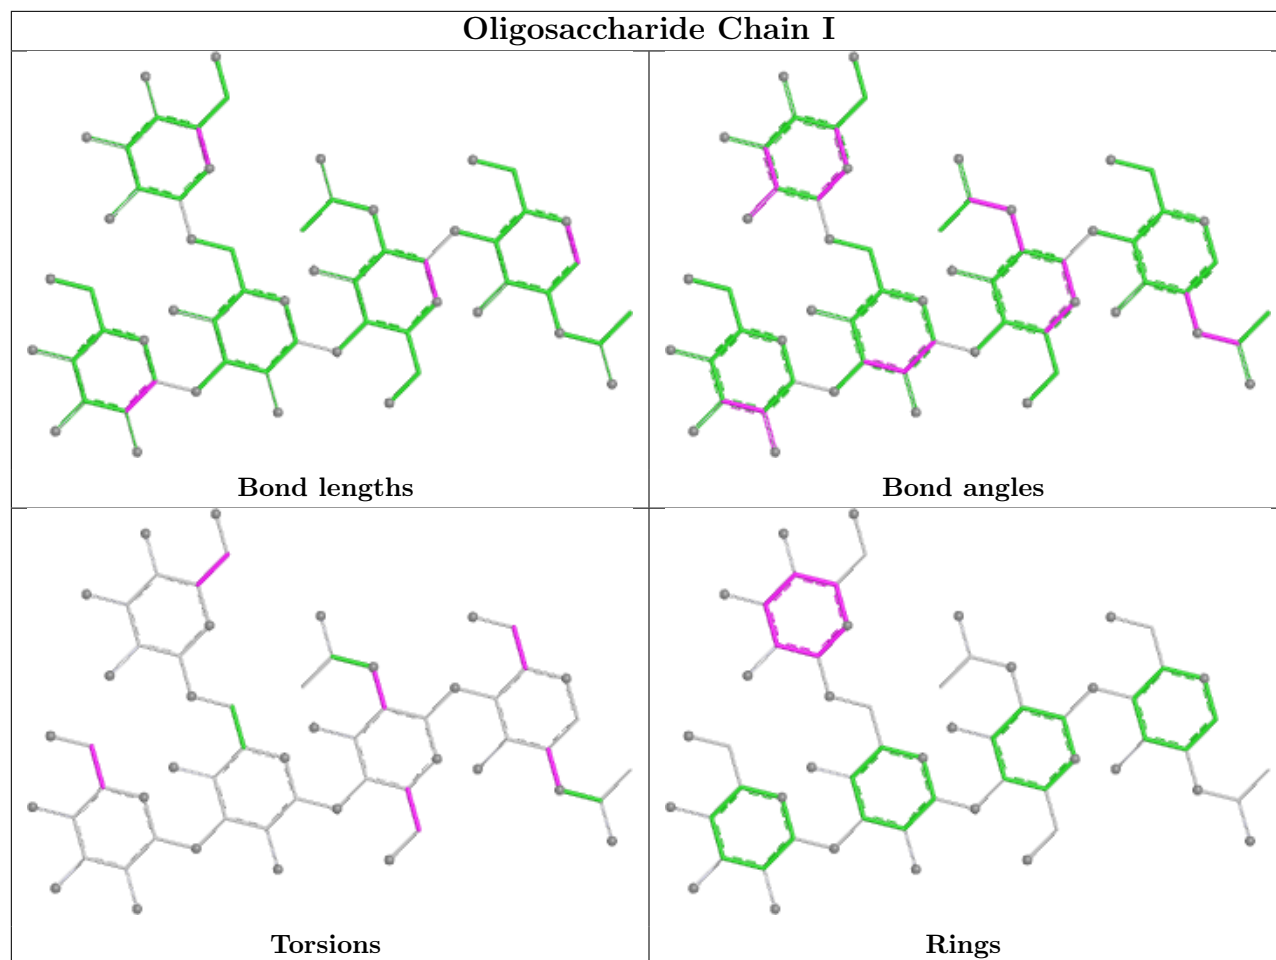 Oligosaccharide Chain I
Bond lengths
Bond angles
Torsions
Rings